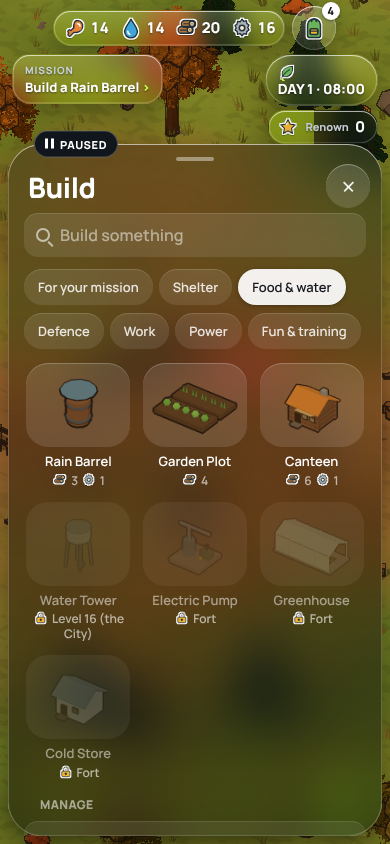 14 14 20 16 4
MISSION
Build a Rain Barrel ›
DAY 1 · 08:00
Renown 0
PAUSED
Build
Build something
For your mission Shelter Food & water
Defence Work Power Fun & training
Rain Barrel Garden Plot Canteen
3 1 4 6 1
Water Tower Electric Pump Greenhouse
Level 16 (the Fort Fort
City)
Cold Store
Fort
MANAGE